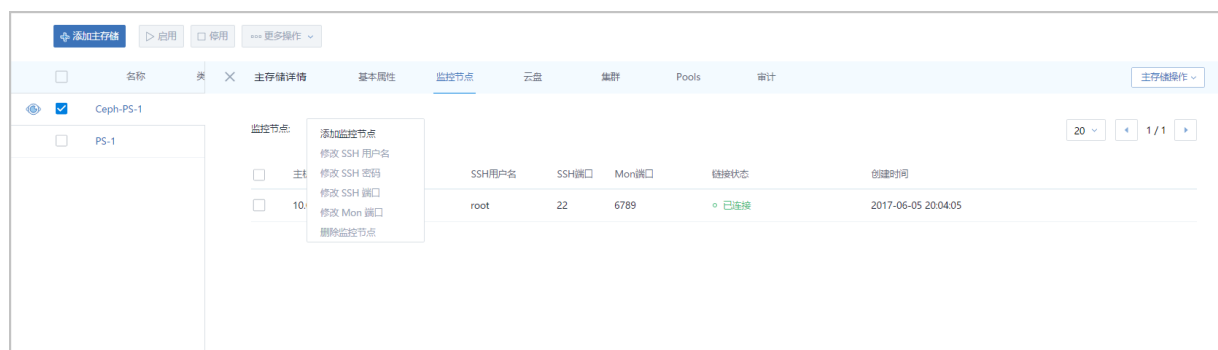 添加主存储 启用 停用 更多操作
名称 主存储详情 基本属性 监控节点 云盘 集群 Pools 审计 主存储操作
Ceph-PS-1
监控节点: 添加监控节点 20 1 / 1
PS-1
修改 SSH 用户名
修改 SSH 密码 SSH用户名 SSH端口 Mon端口 链接状态 创建时间
修改 SSH 端口
10. root 22 6789 已连接 2017-06-05 20:04:05
修改 Mon 端口
删除监控节点